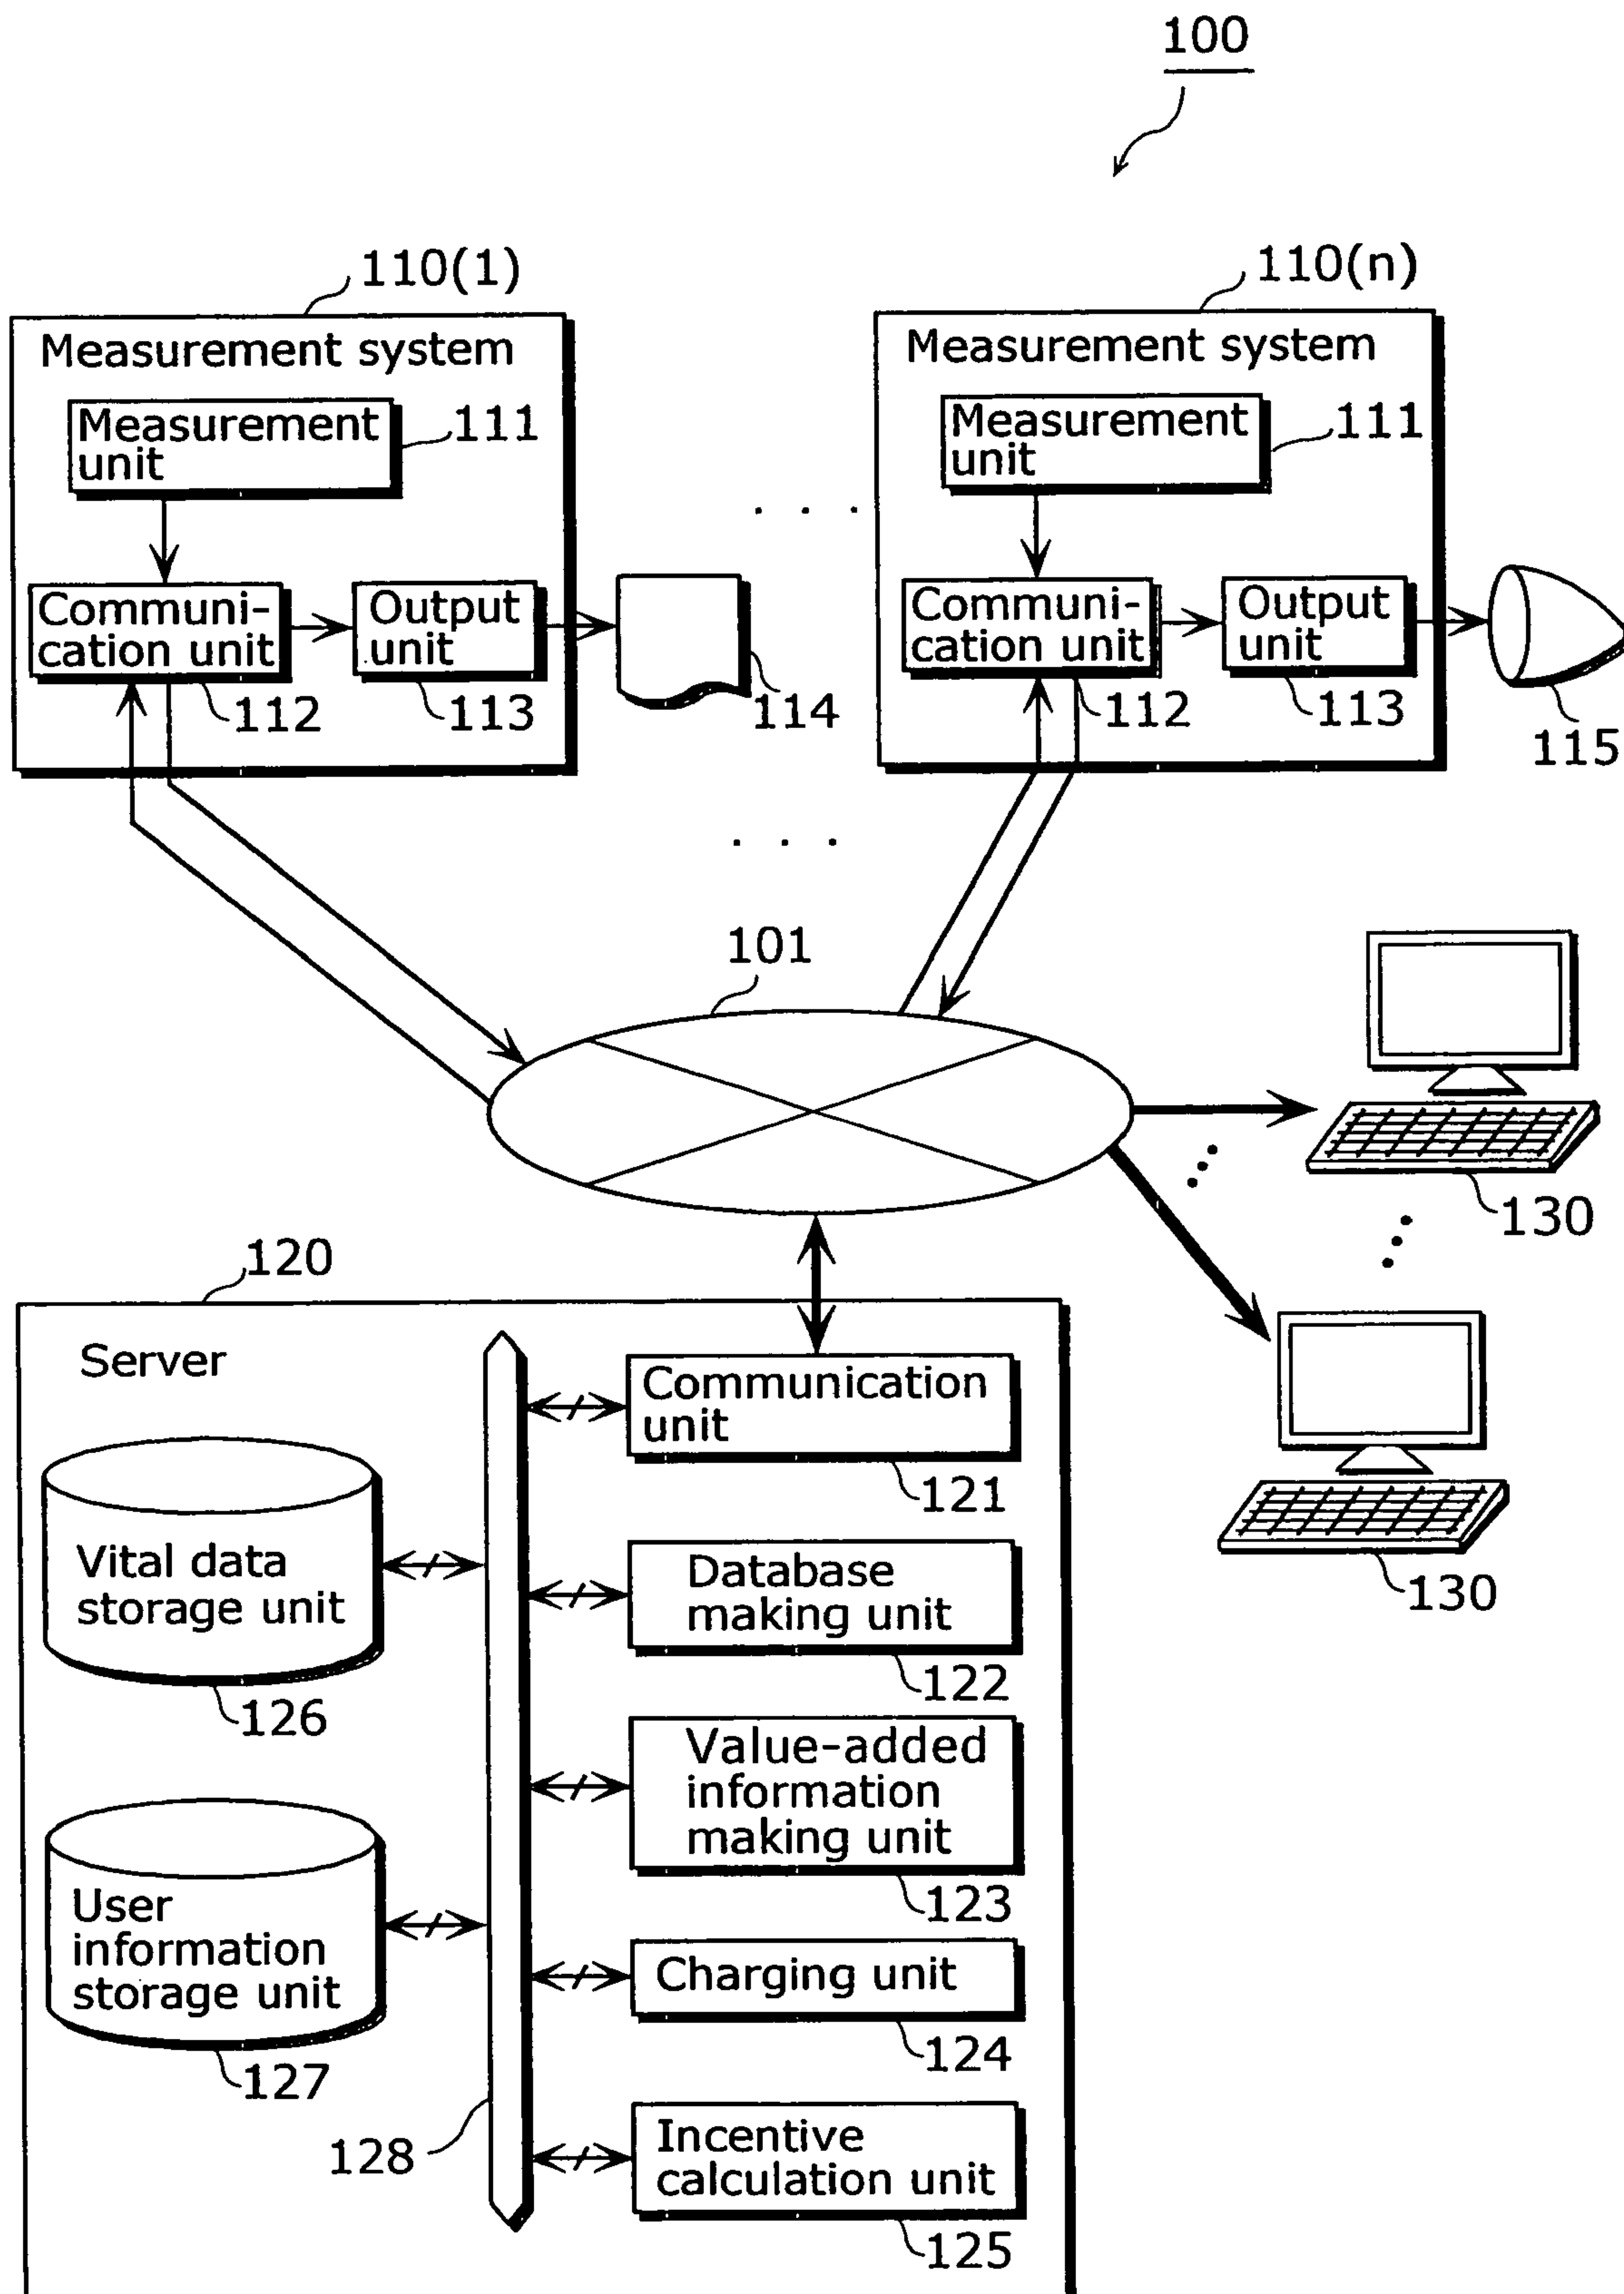 100
110(1)
Measurement system
Measurement
unit
111
Communi-
cation unit
112
Output
unit
113
114
. . .
110(n)
Measurement system
Measurement
unit
111
Communi-
cation unit
112
Output
unit
113
115
. . .
101
130
130
120
Server
Communication
unit
121
Vital data
storage unit
126
Database
making unit
122
Value-added
information
making unit
123
User
information
storage unit
127
Charging unit
124
128
Incentive
calculation unit
125